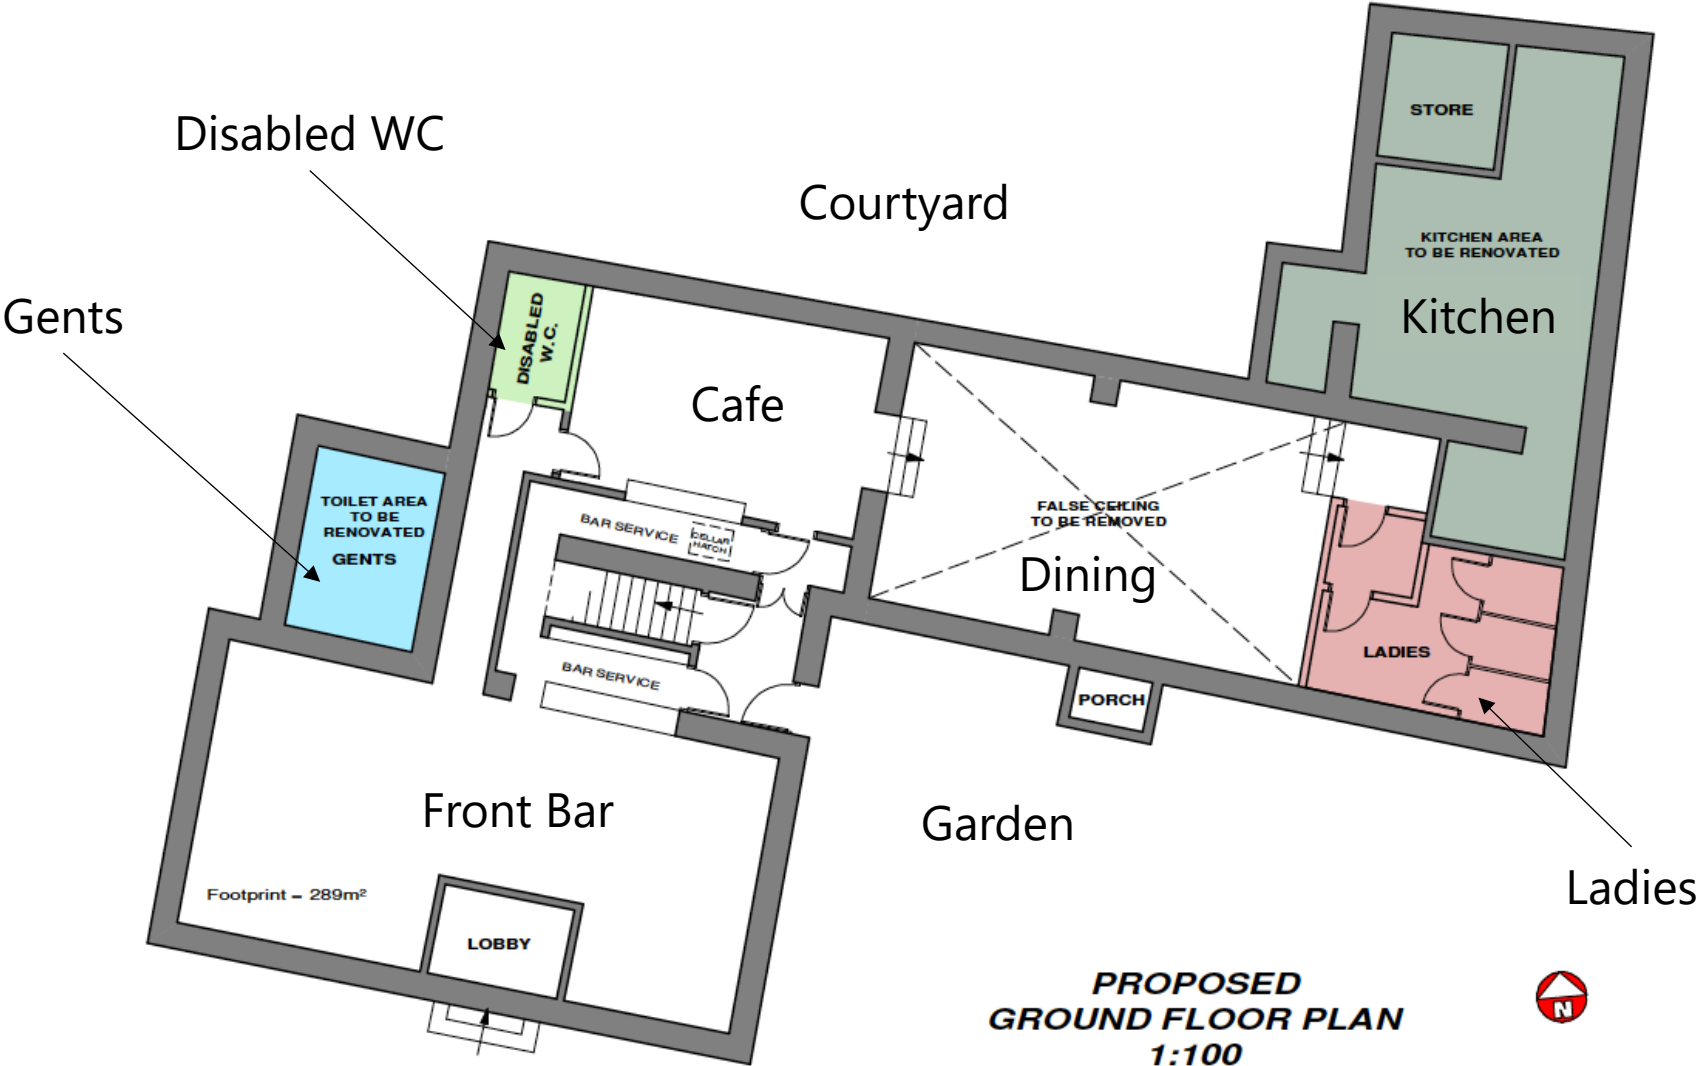 STORE
Disabled WC
Courtyard
KITCHEN AREA
TO BE RENOVATED
Kitchen
Gents
DISABLED
W.C.
Cafe
TOILET AREA
TO BE
RENOVATED
GENTS
BAR SERVICE
CELLAR
HATCH
FALSE CEILING
TO BE REMOVED
Dining
LADIES
BAR SERVICE
PORCH
Front Bar
Garden
Ladies
Footprint = 289m²
LOBBY
PROPOSED
GROUND FLOOR PLAN
1:100
N